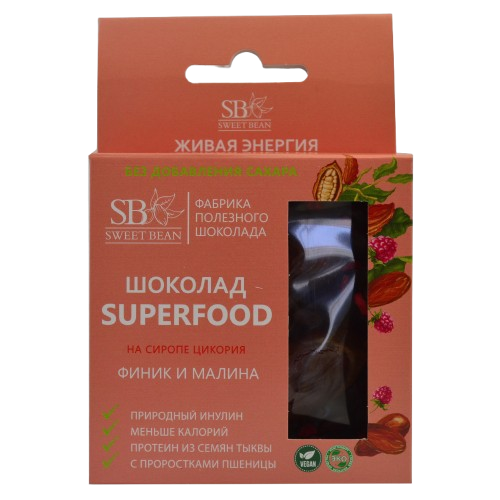 SB
SWEET BEAN
ЖИВАЯ ЭНЕРГИЯ
БЕЗ ДОБАВЛЕНИЯ САХАРА
SB
SWEET BEAN
ФАБРИКА
ПОЛЕЗНОГО
ШОКОЛАДА
ШОКОЛАД
SUPERFOOD
НА СИРОПЕ ЦИКОРИЯ
ФИНИК И МАЛИНА
ПРИРОДНЫЙ ИНУЛИН
МЕНЬШЕ КАЛОРИЙ
ПРОТЕИН ИЗ СЕМЯН ТЫКВЫ
С ПРОРОСТКАМИ ПШЕНИЦЫ
VEGAN
ЭКО